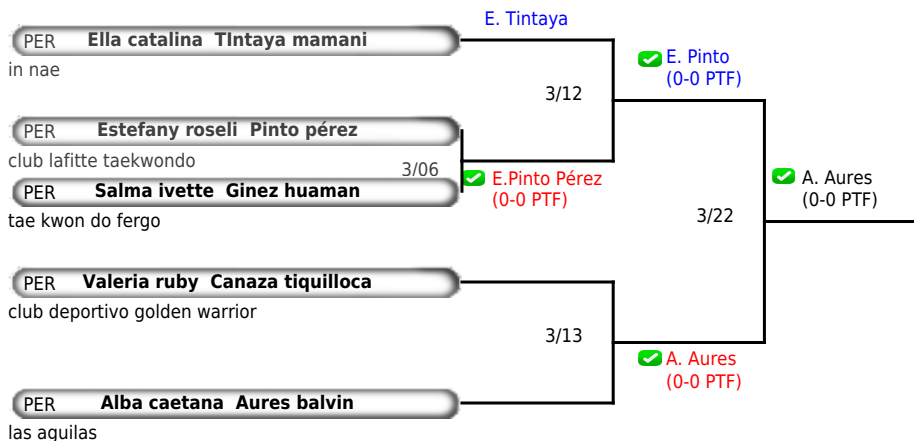 E. Tintaya
PER Ella catalina TIntaya mamani
in nae
E. Pinto
(0-0 PTF)
3/12
PER Estefany roseli Pinto pérez
club lafitte taekwondo
3/06
E.Pinto Pérez
(0-0 PTF)
PER Salma ivette Ginez huaman
tae kwon do fergo
A. Aures
(0-0 PTF)
3/22
PER Valeria ruby Canaza tiquilloca
club deportivo golden warrior
3/13
A. Aures
(0-0 PTF)
PER Alba caetana Aures balvin
las aguilas